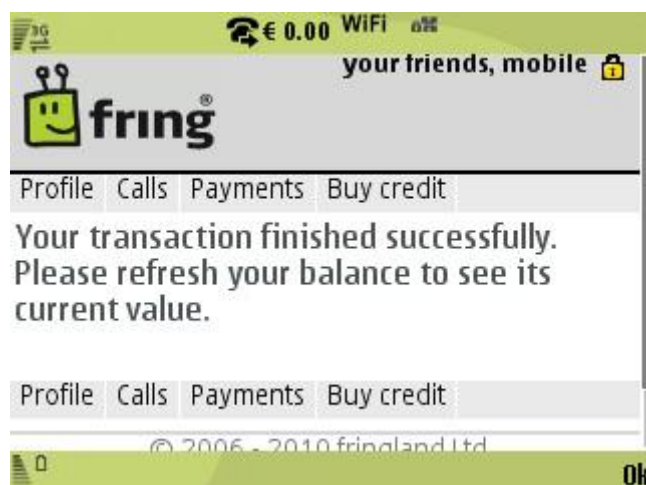 3G € 0.00 WiFi
your friends, mobile
fring®
Profile Calls Payments Buy credit
Your transaction finished successfully.
Please refresh your balance to see its
current value.
Profile Calls Payments Buy credit
© 2006 - 2010 fringland Ltd
Ok